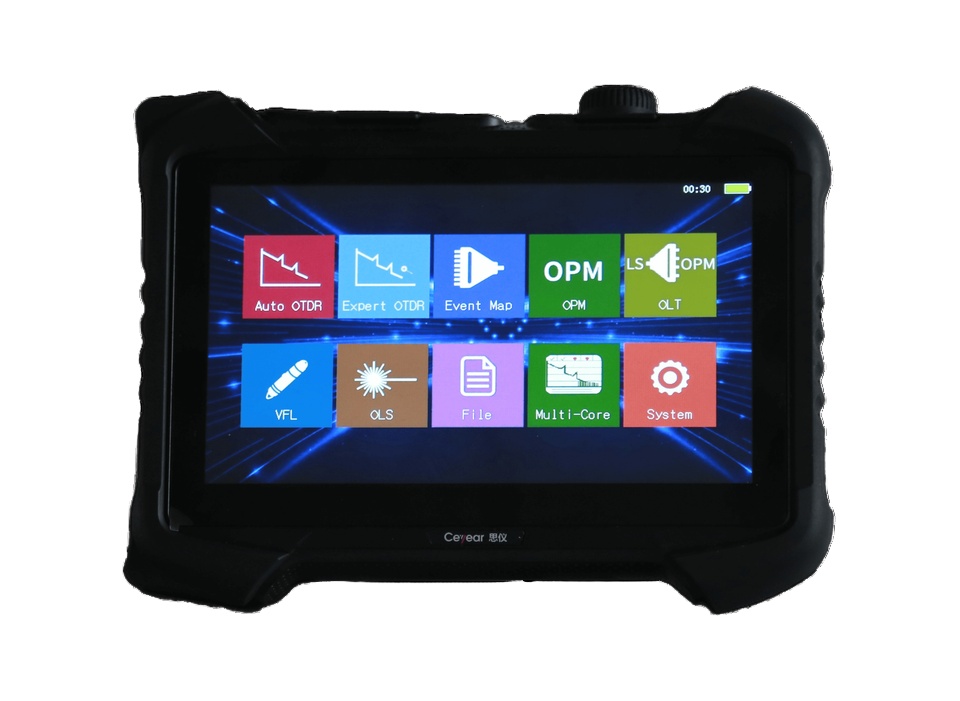 00:30
Auto OTDR
Expert OTDR
Event Map
OPM
OPM
LS OPM
OLT
VFL
OLS
File
Multi-Core
System
Ceyear 思仪